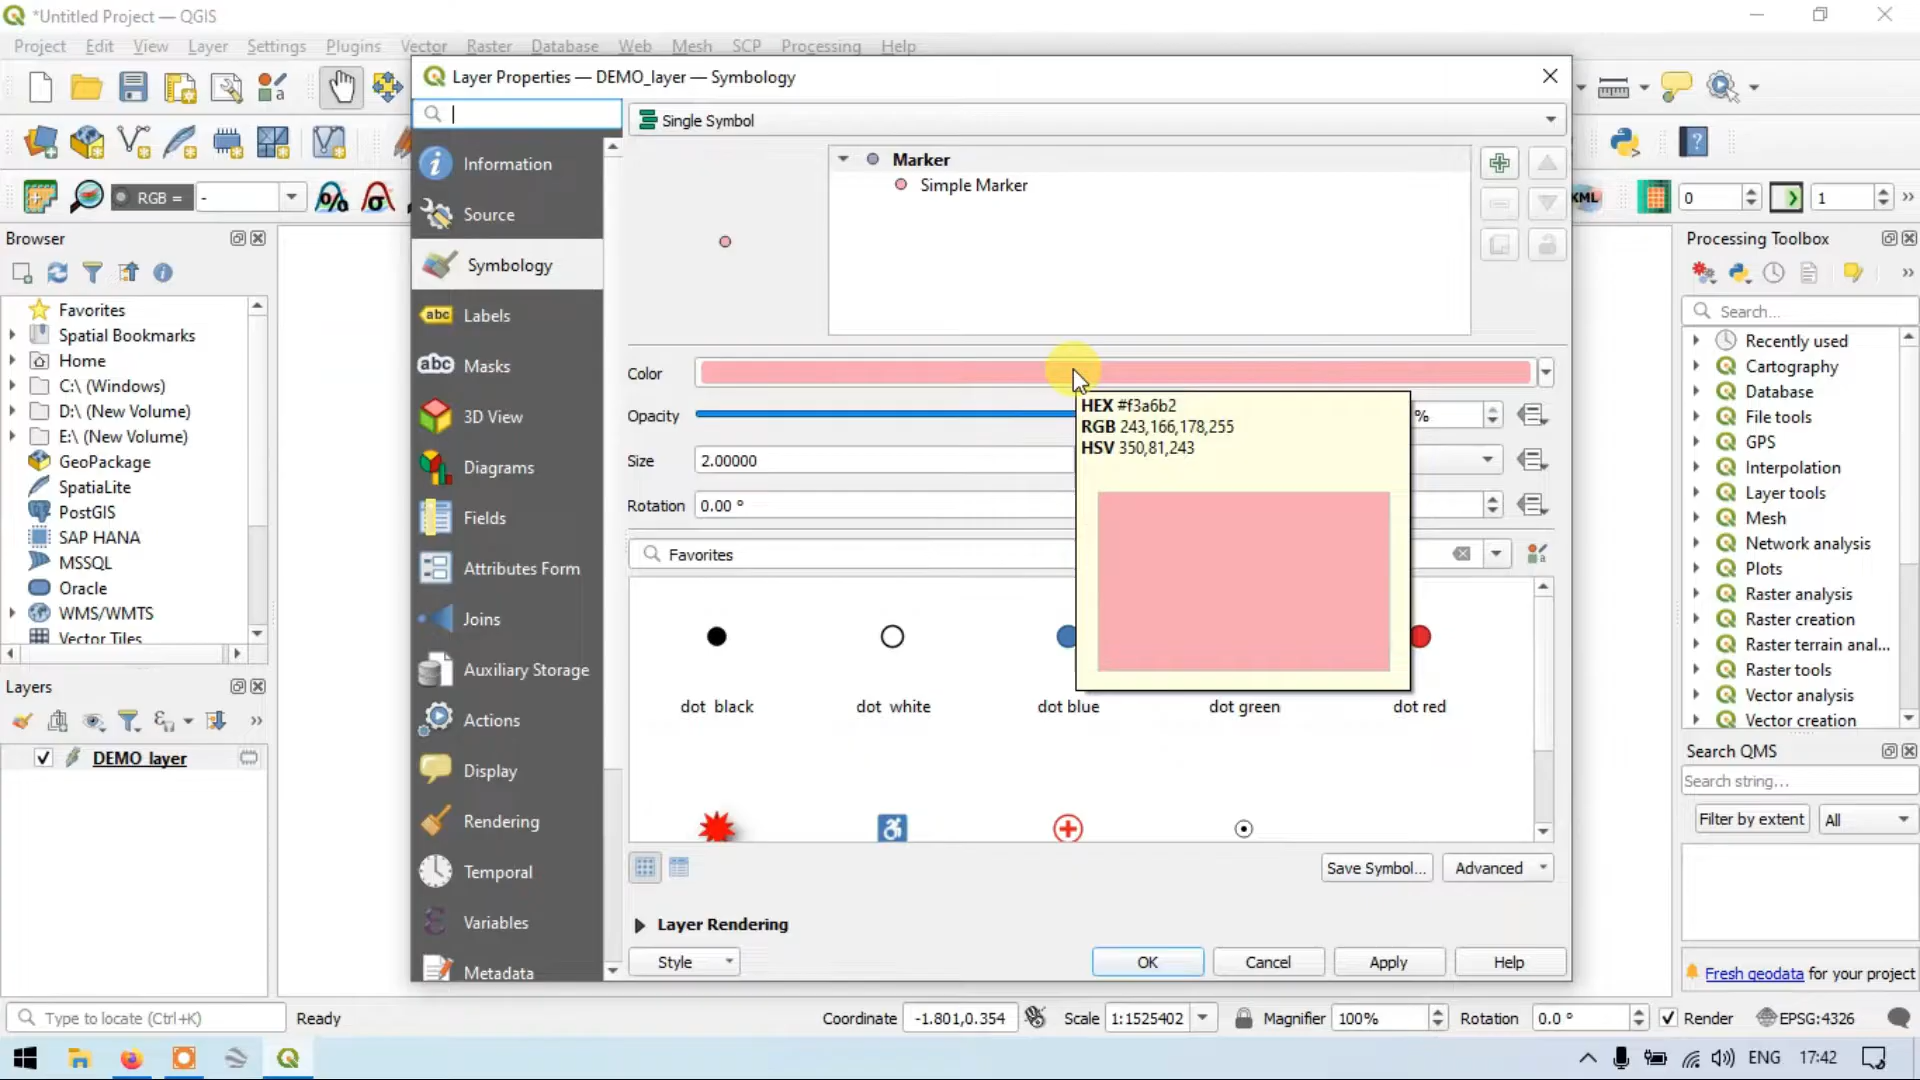 *Untitled Project — QGIS
Project Edit View Layer Settings Plugins Vector Raster Database Web Mesh SCP Processing Help
Layer Properties — DEMO_layer — Symbology
Single Symbol
Information
Source
Symbology
Labels
Masks
3D View
Diagrams
Fields
Attributes Form
Joins
Auxiliary Storage
Actions
Display
Rendering
Temporal
Variables
Metadata
Marker
Simple Marker
Color
Opacity
%
Size
2.00000
Rotation
0.00 °
HEX #f3a6b2
RGB 243,166,178,255
HSV 350,81,243
Favorites
dot black
dot white
dot blue
dot green
dot red
Save Symbol...
Advanced
Layer Rendering
Style
OK
Cancel
Apply
Help
RGB =
-
XML
0
1
Browser
Favorites
Spatial Bookmarks
Home
C:\ (Windows)
D:\ (New Volume)
E:\ (New Volume)
GeoPackage
SpatiaLite
PostGIS
SAP HANA
MSSQL
Oracle
WMS/WMTS
Vector Tiles
Layers
DEMO layer
Processing Toolbox
Search...
Recently used
Cartography
Database
File tools
GPS
Interpolation
Layer tools
Mesh
Network analysis
Plots
Raster analysis
Raster creation
Raster terrain anal...
Raster tools
Vector analysis
Vector creation
Search QMS
Search string...
Filter by extent
All
Fresh geodata for your project
Type to locate (Ctrl+K)
Ready
Coordinate
-1.801,0.354
Scale
1:1525402
Magnifier
100%
Rotation
0.0 °
Render
EPSG:4326
ENG
17:42